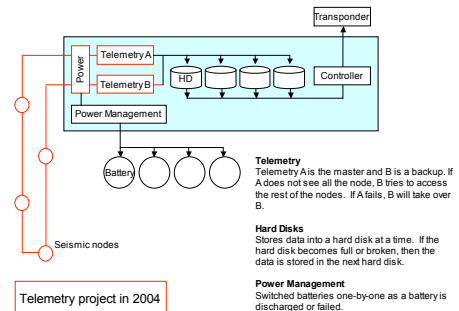 Transponder
Power
Telemetry A
Telemetry B
HD
Controller
Power Management
Battery
Seismic nodes
Telemetry
Telemetry A is the master and B is a backup. If
A does not see all the node, B tries to access
the rest of the nodes. If A fails, B will take over
B.
Hard Disks
Stores data into a hard disk at a time. If the
hard disk becomes full or broken, then the
data is stored in the next hard disk.
Power Management
Switched batteries one-by-one as a battery is
discharged or failed.
Telemetry project in 2004